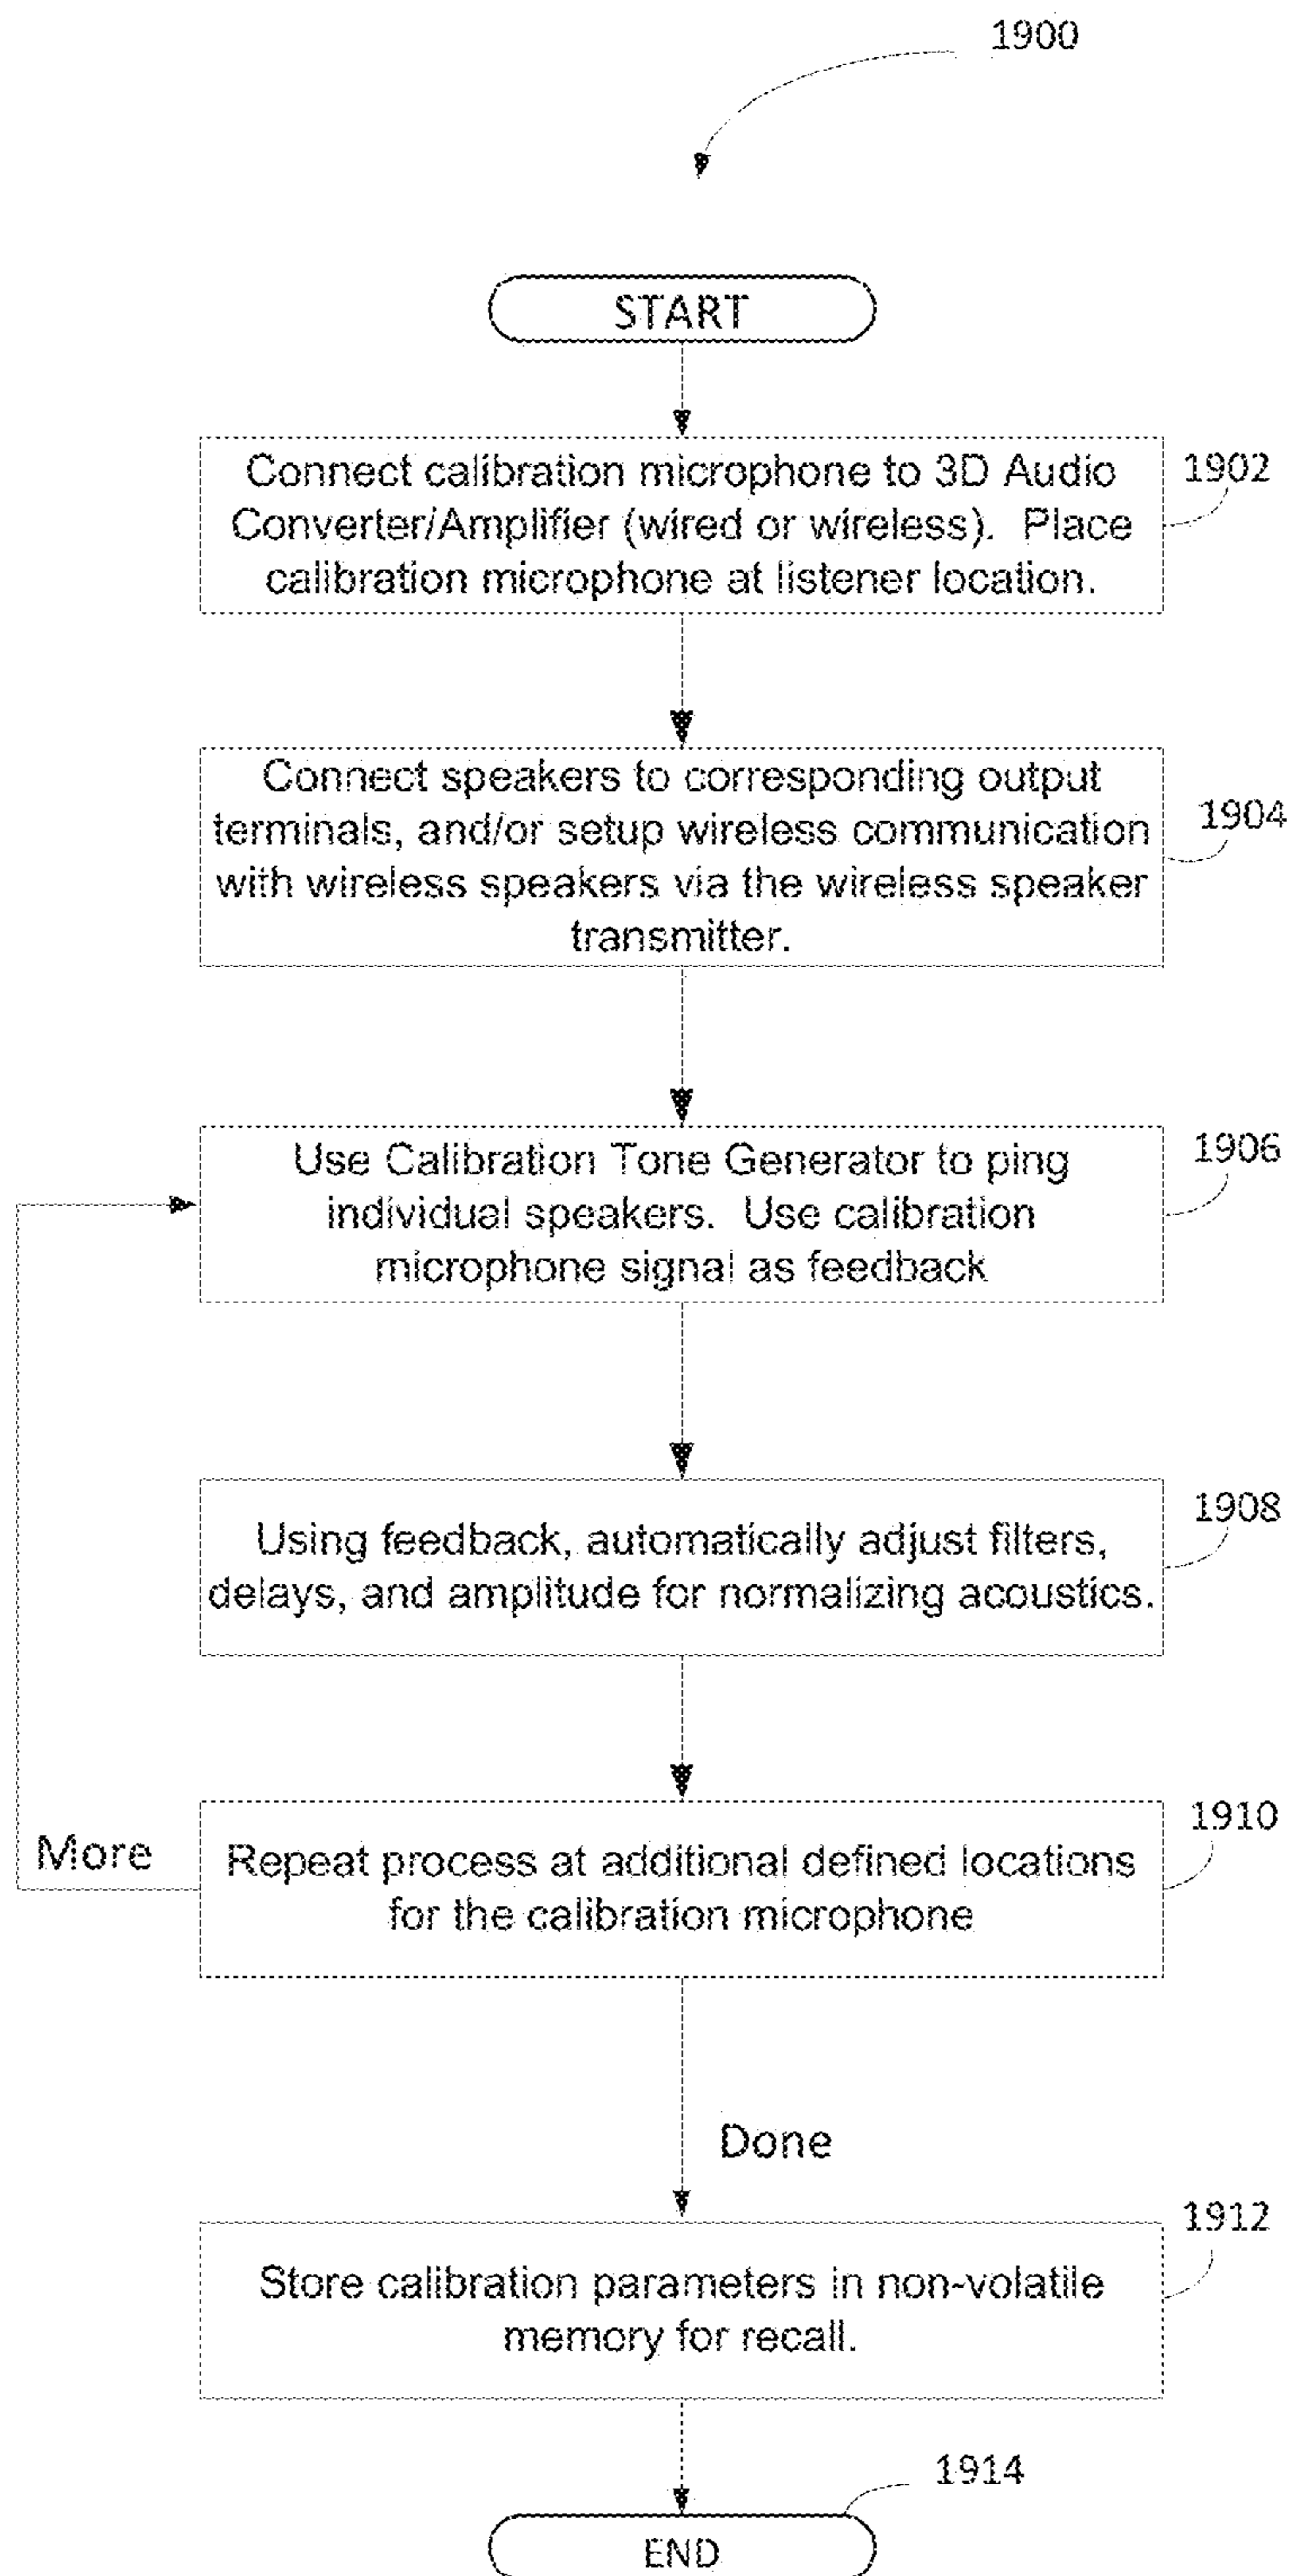 1900
START
Connect calibration microphone to 3D Audio
Converter/Amplifier (wired or wireless).  Place
calibration microphone at listener location.
1902
Connect speakers to corresponding output
terminals, and/or setup wireless communication
with wireless speakers via the wireless speaker
transmitter.
1904
Use Calibration Tone Generator to ping
individual speakers.  Use calibration
microphone signal as feedback
1906
Using feedback, automatically adjust filters,
delays, and amplitude for normalizing acoustics.
1908
More
Repeat process at additional defined locations
for the calibration microphone
1910
Done
Store calibration parameters in non-volatile
memory for recall.
1912
1914
END